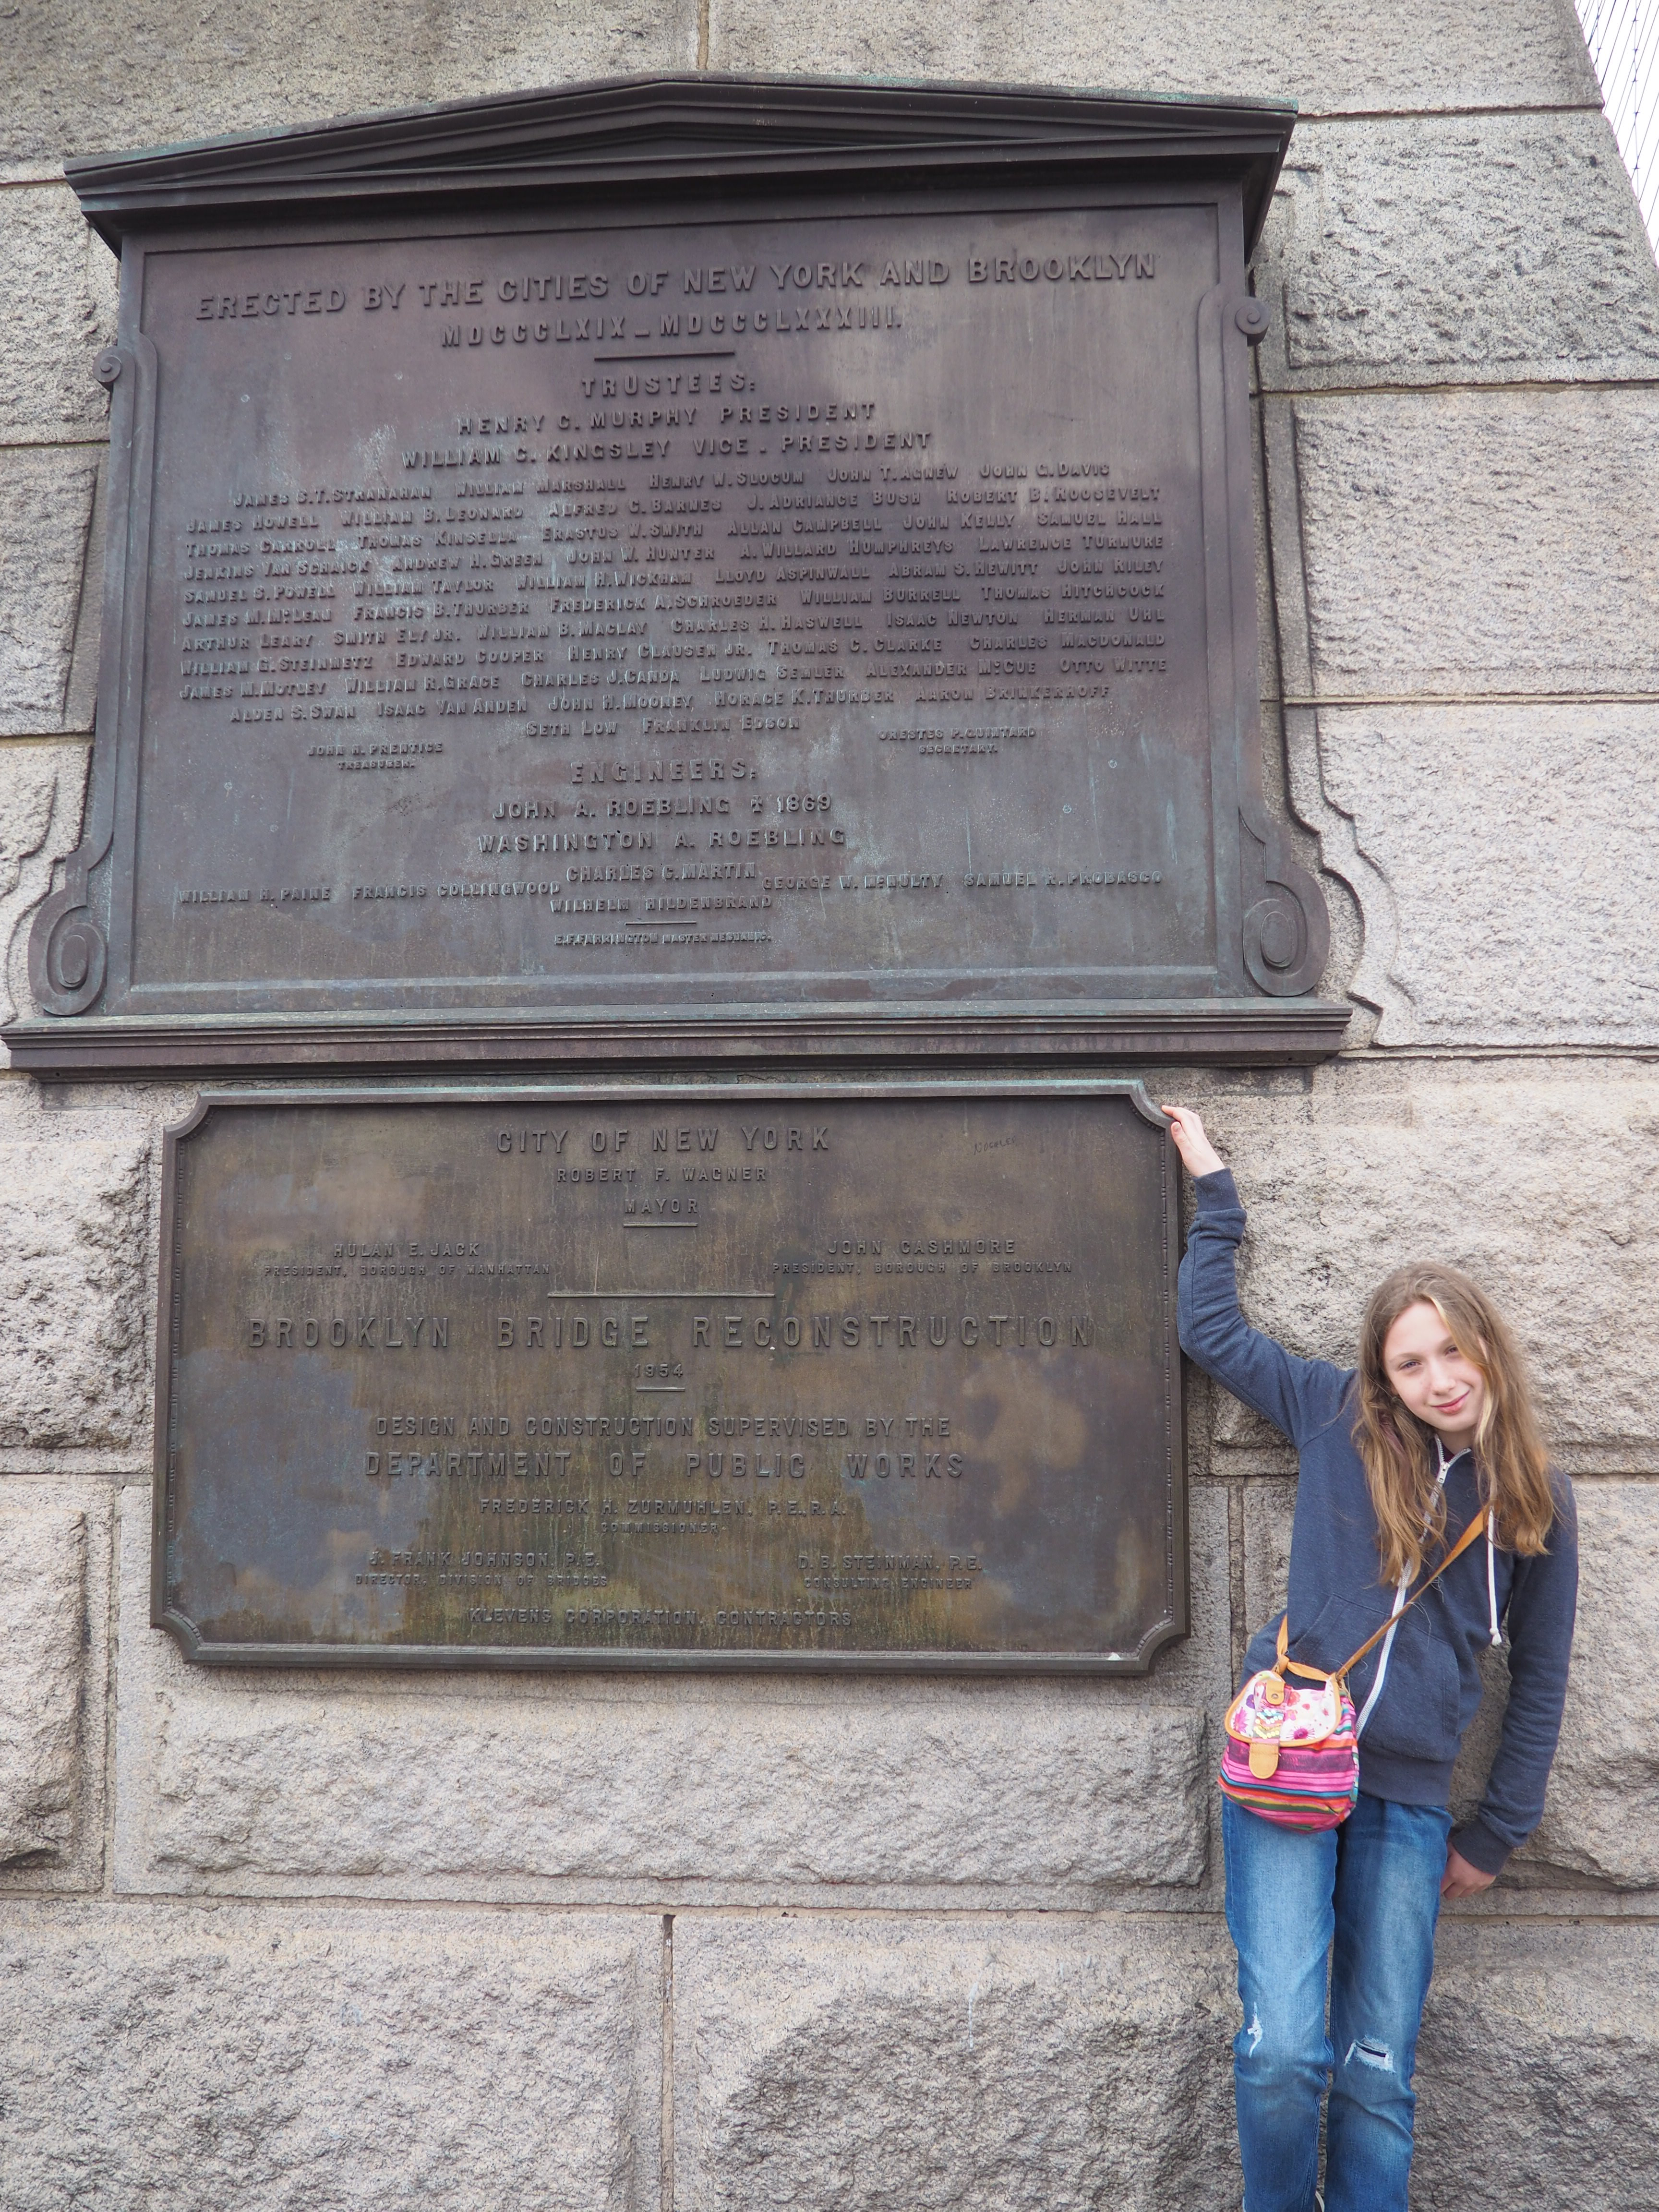 ERECTED BY THE CITIES OF NEW YORK AND BROOKLYN
MDCCCLXIX _ MDCCCLXXXIII.
TRUSTEES:
HENRY C. MURPHY PRESIDENT
WILLIAM C. KINGSLEY VICE . PRESIDENT
JAMES S.T. STRANAHAN WILLIAM MARSHALL HENRY W. SLOCUM JOHN T. AGNEW JOHN G. DAVIS
JAMES HOWELL WILLIAM B. LEONARD ALFRED C. BARNES J. ADRIANCE BUSH ROBERT B. ROOSEVELT
THOMAS CARROLL THOMAS KINSELLA ERASTUS W. SMITH ALLAN CAMPBELL JOHN KELLY SAMUEL HALL
JENKINS VAN SCHAICK ANDREW H. GREEN JOHN W. HUNTER A. WILLARD HUMPHREYS LAWRENCE TURNURE
SAMUEL S. POWELL WILLIAM TAYLOR WILLIAM H. WICKHAM LLOYD ASPINWALL ABRAM S. HEWITT JOHN RILEY
JAMES M. McLEAN FRANCIS B. THURBER FREDERICK A. SCHROEDER WILLIAM BURRELL THOMAS HITCHCOCK
ARTHUR LEARY SMITH ELY JR. WILLIAM B. MACLAY CHARLES H. HASWELL ISAAC NEWTON HERMAN UHL
WILLIAM G. STEINMETZ EDWARD COOPER HENRY CLAUSEN JR. THOMAS C. CLARKE CHARLES MACDONALD
JAMES M. MOTLEY WILLIAM R. GRACE CHARLES J. CANDA LUDWIG SEMLER ALEXANDER McCUE OTTO WITTE
ALDEN S. SWAN ISAAC VAN ANDEN JOHN H. MOONEY HORACE K. THURBER AARON BRINKERHOFF
SETH LOW FRANKLIN EDSON
JOHN H. PRENTICE ORESTES P. QUINTARD
TREASURER. SECRETARY.
ENGINEERS:
JOHN A. ROEBLING ✠ 1869
WASHINGTON A. ROEBLING
CHARLES C. MARTIN
WILLIAM H. PAINE FRANCIS COLLINGWOOD GEORGE W. McNULTY SAMUEL R. PROBASCO
WILHELM HILDENBRAND
E.F. FARRINGTON MASTER MECHANIC.
CITY OF NEW YORK
ROBERT F. WAGNER
MAYOR
HULAN E. JACK JOHN CASHMORE
PRESIDENT, BOROUGH OF MANHATTAN PRESIDENT, BOROUGH OF BROOKLYN
BROOKLYN BRIDGE RECONSTRUCTION
1954
DESIGN AND CONSTRUCTION SUPERVISED BY THE
DEPARTMENT OF PUBLIC WORKS
FREDERICK H. ZURMUHLEN, P.E., R.A.
COMMISSIONER
J. FRANK JOHNSON, P.E. D.B. STEINMAN, P.E.
DIRECTOR, DIVISION OF BRIDGES CONSULTING ENGINEER
KLEVENS CORPORATION, CONTRACTORS